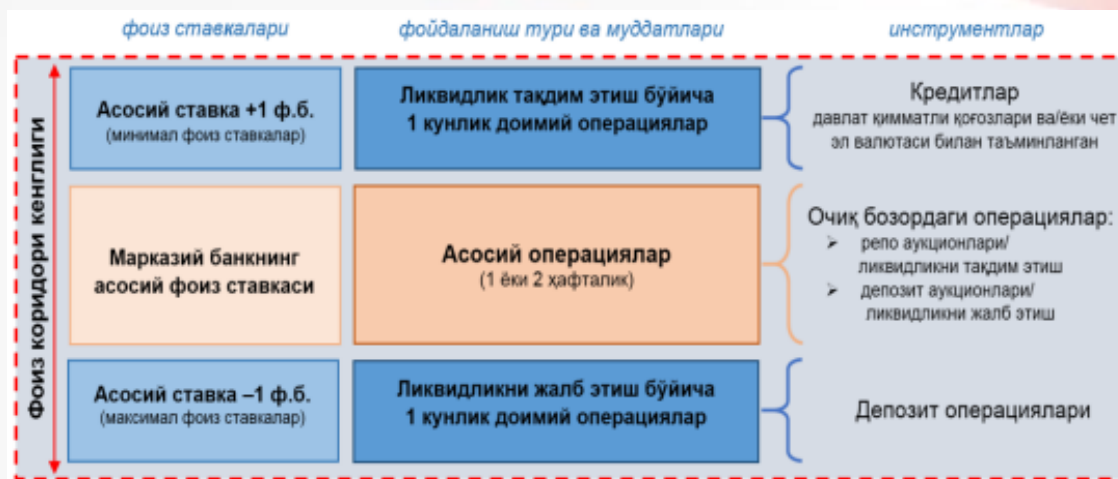 фоиз ставкалари
фойдаланиш тури ва муддатлари
инструментлар
Фоиз коридори кенглиги
Асосий ставка +1 ф.б.
(минимал фоиз ставкалар)
Ликвидлик тақдим этиш бўйича
1 кунлик доимий операциялар
Кредитлар
давлат қимматли қоғозлари ва/ёки чет
эл валютаси билан таъминланган
Марказий банкнинг
асосий фоиз ставкаси
Асосий операциялар
(1 ёки 2 ҳафталик)
Очиқ бозордаги операциялар:
➢ репо аукционлари/
ликвидликни тақдим этиш
➢ депозит аукционлари/
ликвидликни жалб этиш
Асосий ставка –1 ф.б.
(максимал фоиз ставкалар)
Ликвидликни жалб этиш бўйича
1 кунлик доимий операциялар
Депозит операциялари